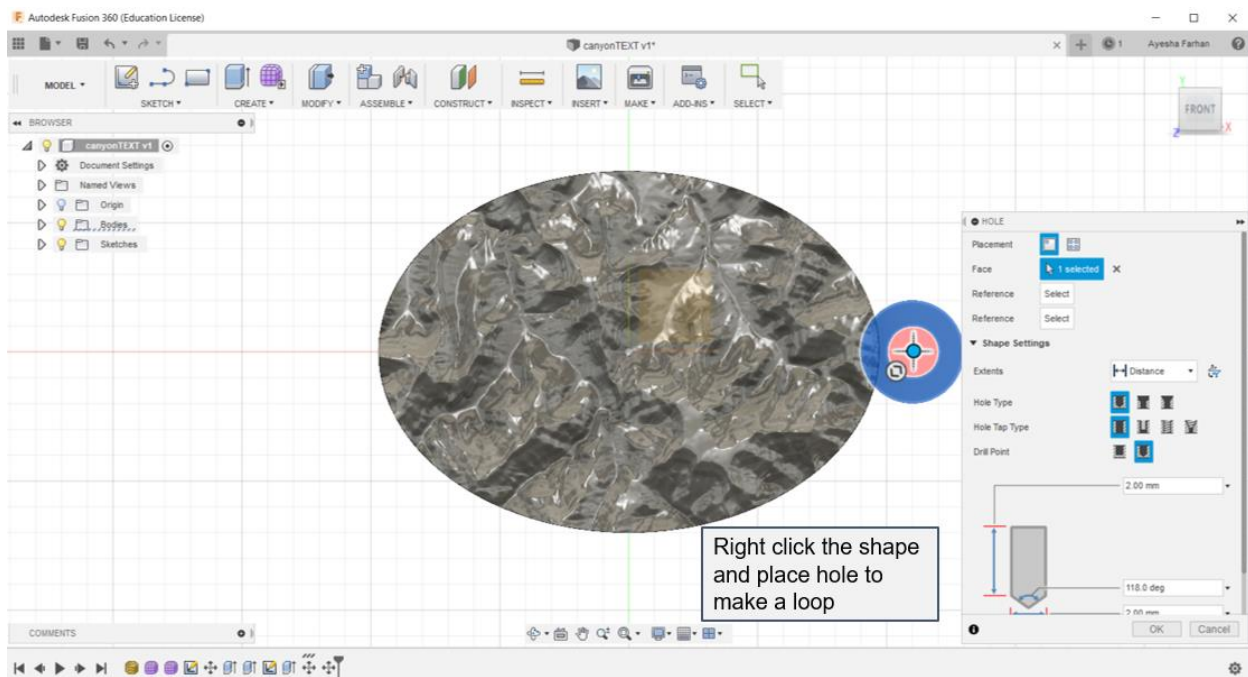 Autodesk Fusion 360 (Education License)
canyonTEXT v1*
1
Ayesha Farhan
MODEL
SKETCH
CREATE
MODIFY
ASSEMBLE
CONSTRUCT
INSPECT
INSERT
MAKE
ADD-INS
SELECT
BROWSER
canyonTEXT v1
Document Settings
Named Views
Origin
Bodies
Sketches
Y
FRONT
Z
X
HOLE
Placement
Face
1 selected
Reference
Select
Reference
Select
Shape Settings
Extents
Distance
Hole Type
Hole Tap Type
Drill Point
2.00 mm
118.0 deg
2.00 mm
OK
Cancel
Right click the shape
and place hole to
make a loop
COMMENTS